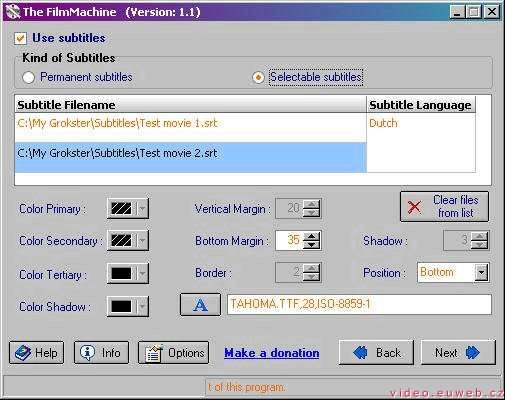 The FilmMachine (Version: 1.1)
Use subtitles
Kind of Subtitles
Permanent subtitles
Selectable subtitles
Subtitle Filename Subtitle Language
C:\My Grokster\Subtitles\Test movie 1.srt Dutch
C:\My Grokster\Subtitles\Test movie 2.srt
Clear files
from list
Color Primary : Vertical Margin : 20
Color Secondary : Bottom Margin : 35 Shadow : 3
Color Tertiary : Border : 2 Position : Bottom
Color Shadow : A TAHOMA.TTF,28,ISO-8859-1
Help Info Options Make a donation Back Next
t of this program.
video.euweb.cz